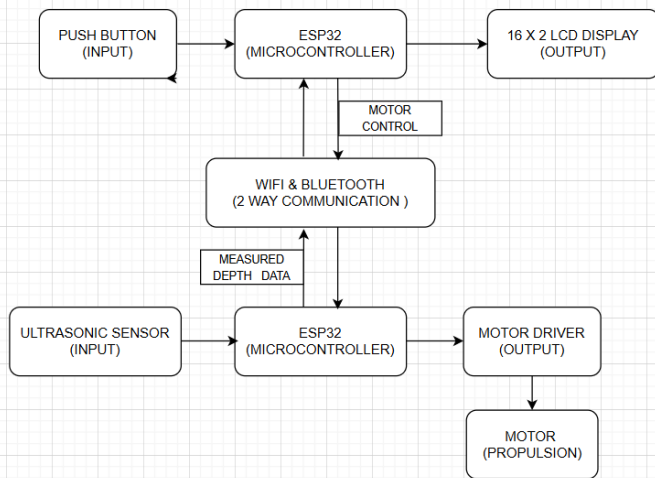 PUSH BUTTON
(INPUT)
ESP32
(MICROCONTROLLER)
16 X 2 LCD DISPLAY
(OUTPUT)
MOTOR
CONTROL
WIFI & BLUETOOTH
(2 WAY COMMUNICATION )
MEASURED
DEPTH DATA
ULTRASONIC SENSOR
(INPUT)
ESP32
(MICROCONTROLLER)
MOTOR DRIVER
(OUTPUT)
MOTOR
(PROPULSION)